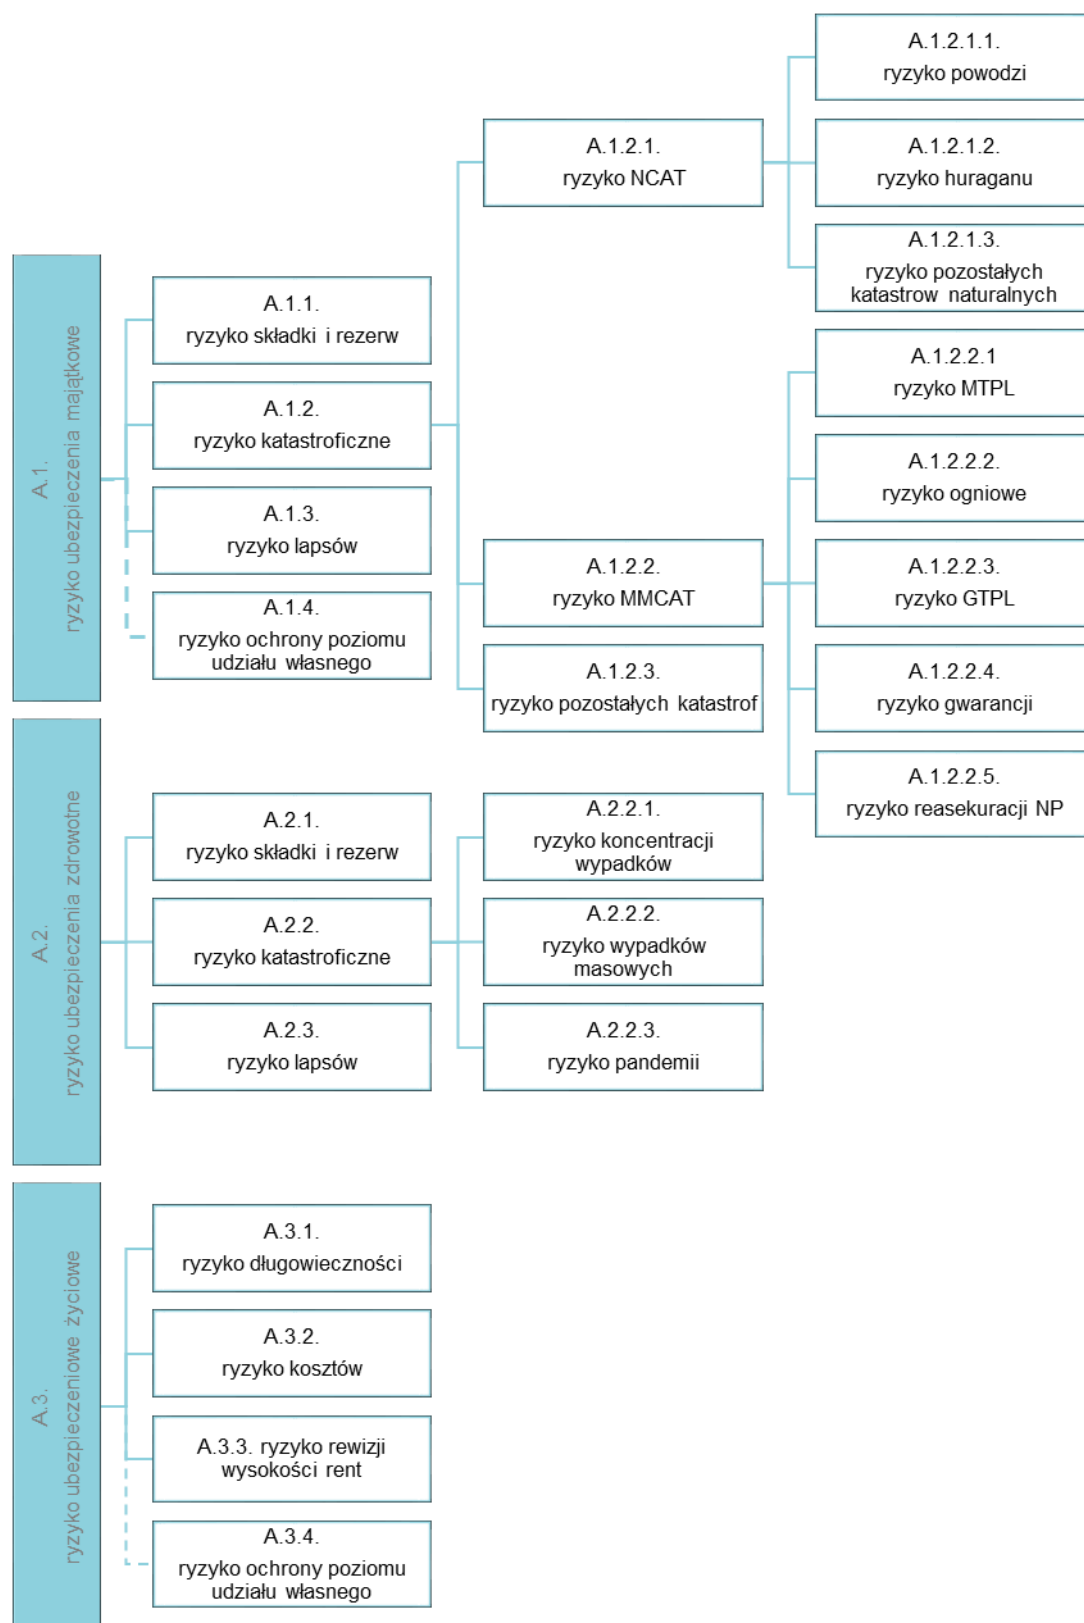 A.1.
ryzyko ubezpieczenia majątkowe
A.1.1.
ryzyko składki i rezerw
A.1.2.
ryzyko katastroficzne
A.1.3.
ryzyko lapsów
A.1.4.
ryzyko ochrony poziomu
udziału własnego
A.1.2.1.
ryzyko NCAT
A.1.2.2.
ryzyko MMCAT
A.1.2.3.
ryzyko pozostałych katastrof
A.1.2.1.1.
ryzyko powodzi
A.1.2.1.2.
ryzyko huraganu
A.1.2.1.3.
ryzyko pozostałych
katastrow naturalnych
A.1.2.2.1
ryzyko MTPL
A.1.2.2.2.
ryzyko ogniowe
A.1.2.2.3.
ryzyko GTPL
A.1.2.2.4.
ryzyko gwarancji
A.1.2.2.5.
ryzyko reasekuracji NP
A.2.
ryzyko ubezpieczenia zdrowotne
A.2.1.
ryzyko składki i rezerw
A.2.2.
ryzyko katastroficzne
A.2.3.
ryzyko lapsów
A.2.2.1.
ryzyko koncentracji
wypadków
A.2.2.2.
ryzyko wypadków
masowych
A.2.2.3.
ryzyko pandemii
A.3.
ryzyko ubezpieczeniowe życiowe
A.3.1.
ryzyko długowieczności
A.3.2.
ryzyko kosztów
A.3.3. ryzyko rewizji
wysokości rent
A.3.4.
ryzyko ochrony poziomu
udziału własnego